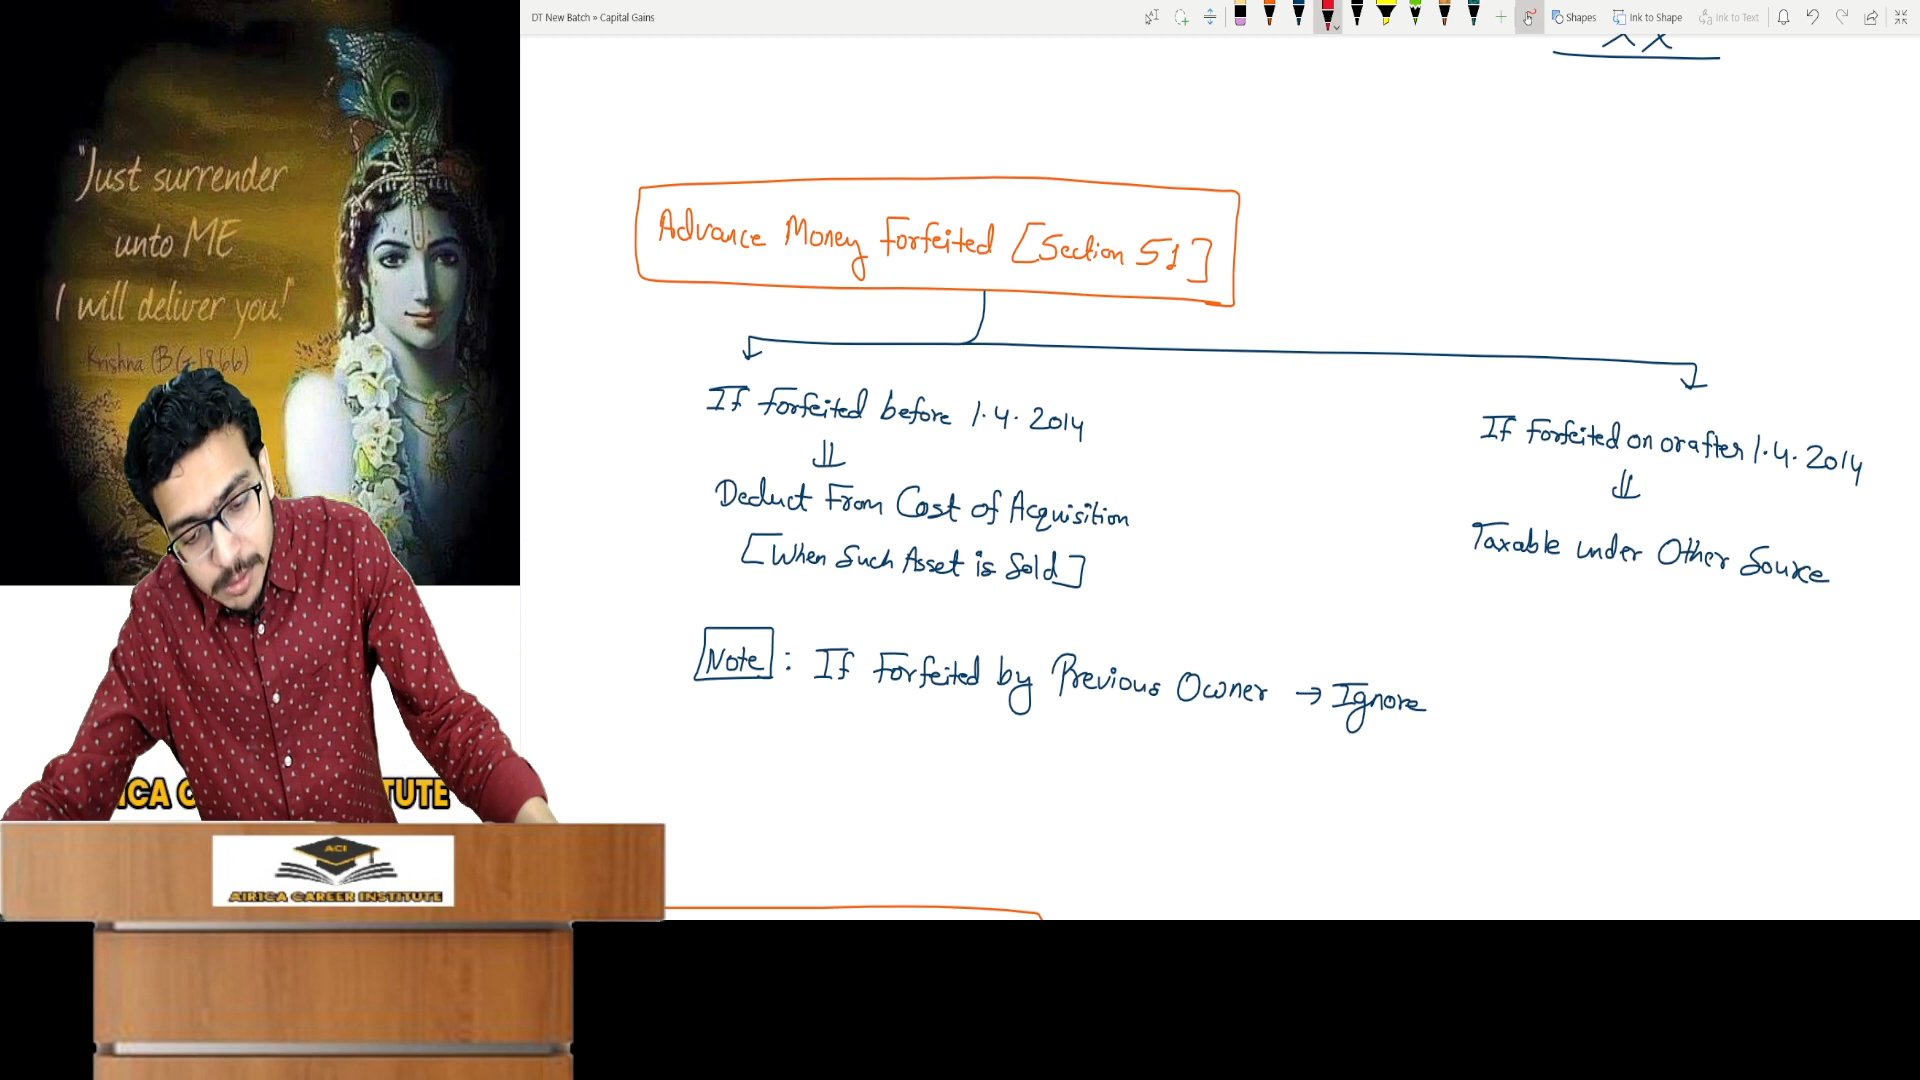 DT New Batch » Capital Gains
Shapes
Ink to Shape
Ink to Text
"Just surrender
unto ME
I will deliver you!"
-Krishna (B.G. 18.66)
Advance Money Forfeited [Section 51]
If Forfeited before 1.4.2014
Deduct From Cost of Acquisition
[When Such Asset is Sold]
If Forfeited on or after 1.4.2014
Taxable under Other Source
Note : If Forfeited by Previous Owner → Ignore
ACI
AIRICA CAREER INSTITUTE